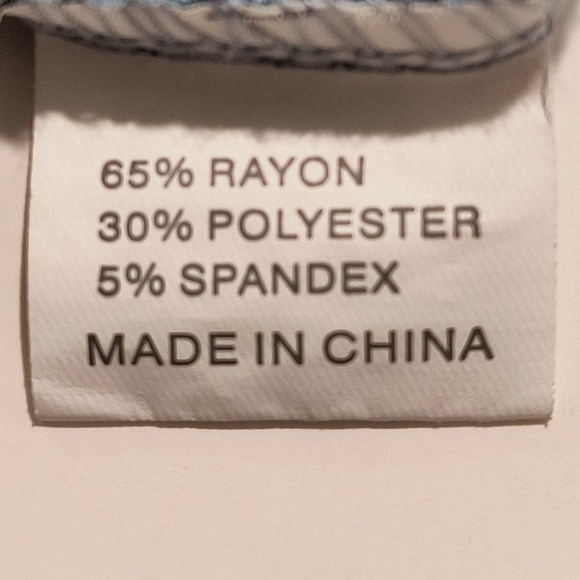 65% RAYON
30% POLYESTER
5% SPANDEX
MADE IN CHINA